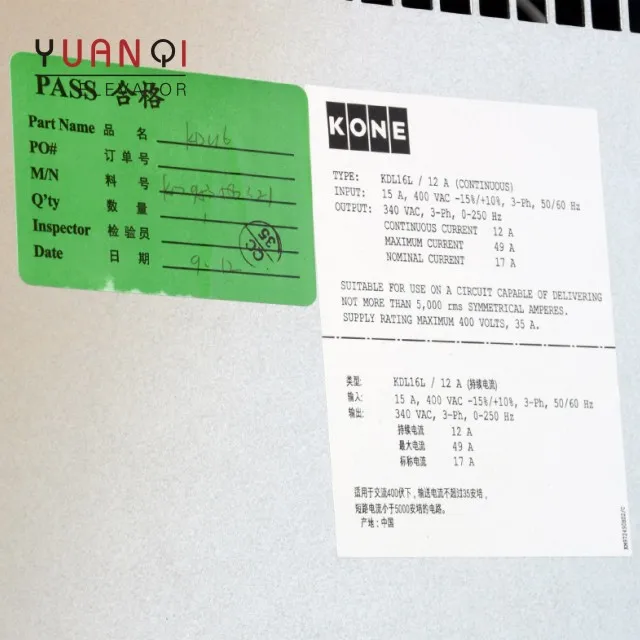 YUANQI
ELEVATOR
PASS 合格
Part Name 品名
PO# 订单号
M/N 料号
Q'ty 数量 1
Inspector 检验员
Date 日期 9.12
KONE
TYPE: KDL16L / 12 A (CONTINUOUS)
INPUT: 15 A, 400 VAC -15%/+10%, 3-Ph, 50/60 Hz
OUTPUT: 340 VAC, 3-Ph, 0-250 Hz
CONTINUOUS CURRENT 12 A
MAXIMUM CURRENT 49 A
NOMINAL CURRENT 17 A
SUITABLE FOR USE ON A CIRCUIT CAPABLE OF DELIVERING
NOT MORE THAN 5,000 rms SYMMETRICAL AMPERES.
SUPPLY RATING MAXIMUM 400 VOLTS, 35 A.
类型: KDL16L / 12 A (持续电流)
输入: 15 A, 400 VAC -15%/+10%, 3-Ph, 50/60 Hz
输出: 340 VAC, 3-Ph, 0-250 Hz
持续电流 12 A
最大电流 49 A
标称电流 17 A
适用于交流400伏下，输送电流不超过35安培，
短路电流小于5000安培的电路。
产地: 中国